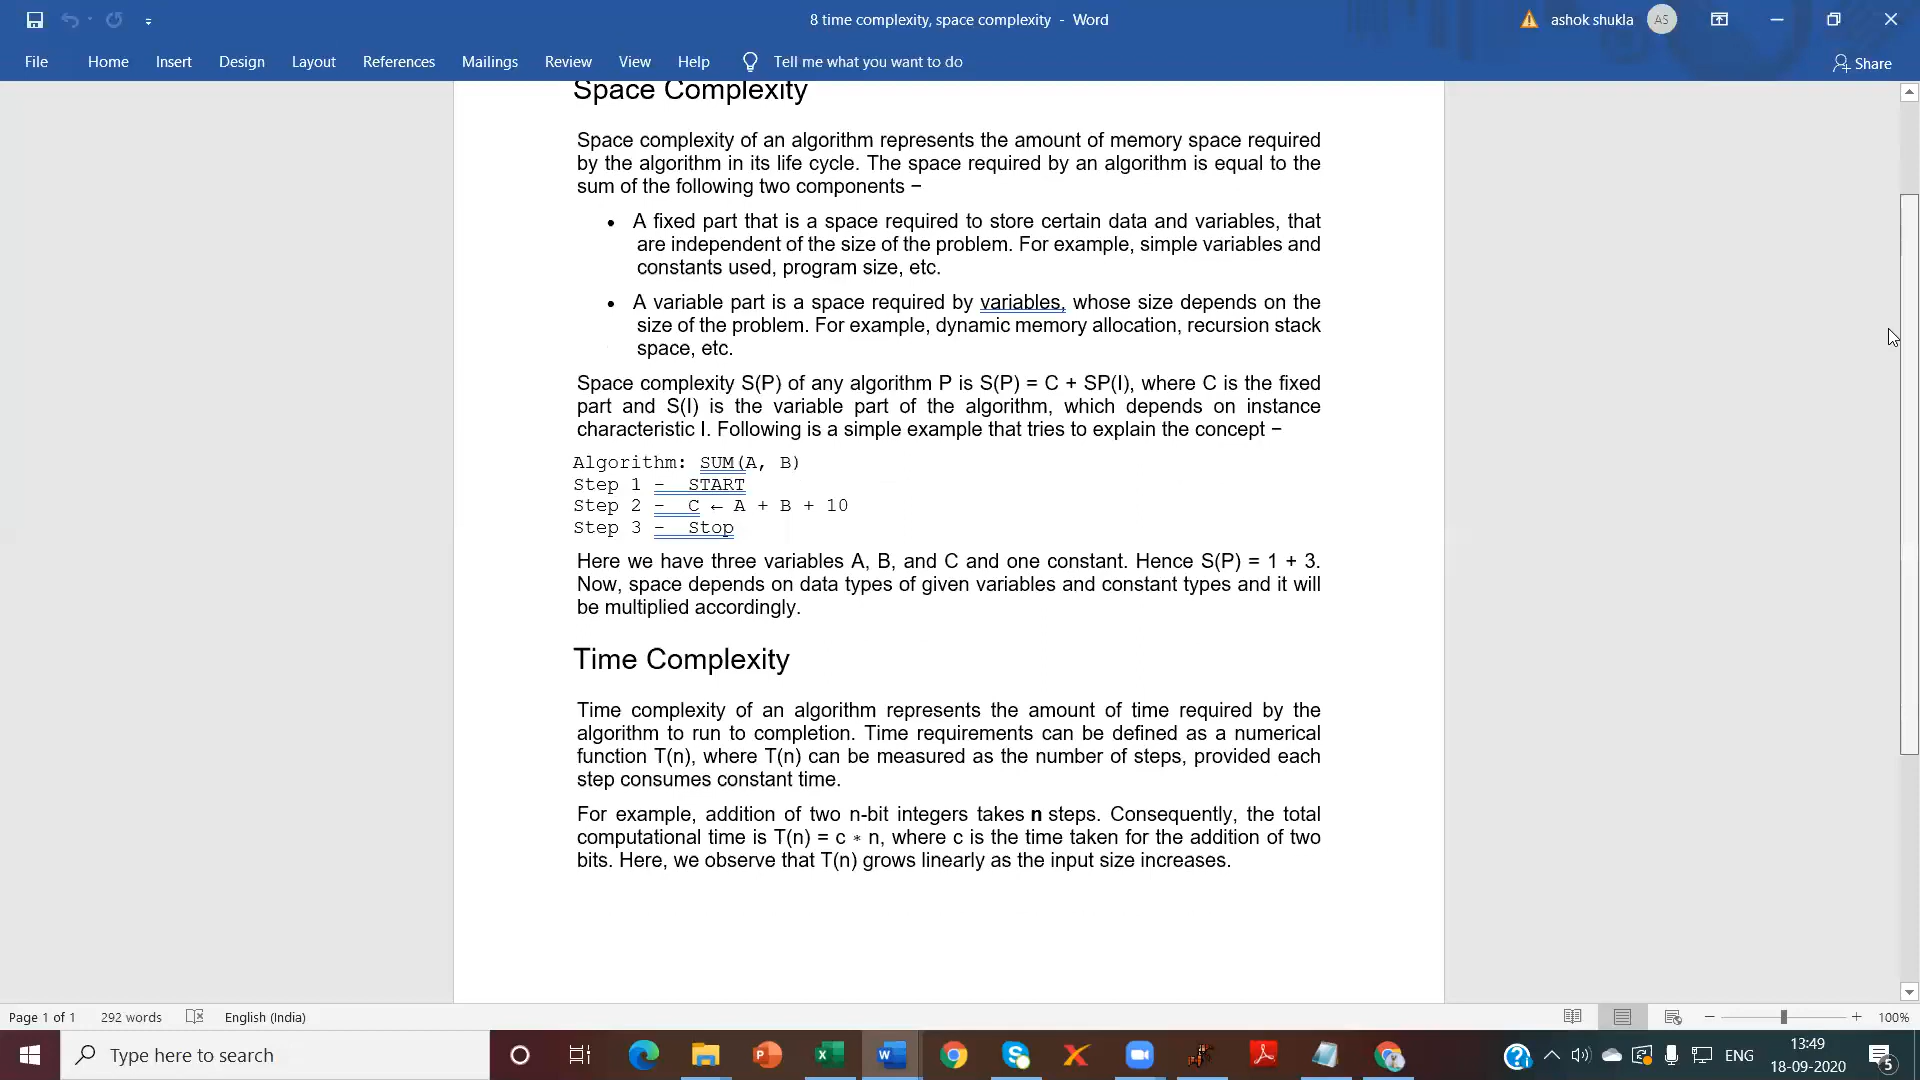 8 time complexity, space complexity - Word
ashok shukla
AS
File Home Insert Design Layout References Mailings Review View Help Tell me what you want to do
Share
Space Complexity
Space complexity of an algorithm represents the amount of memory space required
by the algorithm in its life cycle. The space required by an algorithm is equal to the
sum of the following two components −
• A fixed part that is a space required to store certain data and variables, that
are independent of the size of the problem. For example, simple variables and
constants used, program size, etc.
• A variable part is a space required by variables, whose size depends on the
size of the problem. For example, dynamic memory allocation, recursion stack
space, etc.
Space complexity S(P) of any algorithm P is S(P) = C + SP(I), where C is the fixed
part and S(I) is the variable part of the algorithm, which depends on instance
characteristic I. Following is a simple example that tries to explain the concept −
Algorithm: SUM(A, B)
Step 1 -  START
Step 2 -  C ← A + B + 10
Step 3 -  Stop
Here we have three variables A, B, and C and one constant. Hence S(P) = 1 + 3.
Now, space depends on data types of given variables and constant types and it will
be multiplied accordingly.
Time Complexity
Time complexity of an algorithm represents the amount of time required by the
algorithm to run to completion. Time requirements can be defined as a numerical
function T(n), where T(n) can be measured as the number of steps, provided each
step consumes constant time.
For example, addition of two n-bit integers takes n steps. Consequently, the total
computational time is T(n) = c ∗ n, where c is the time taken for the addition of two
bits. Here, we observe that T(n) grows linearly as the input size increases.
Page 1 of 1 292 words English (India)
100%
Type here to search
ENG
13:49
18-09-2020
5